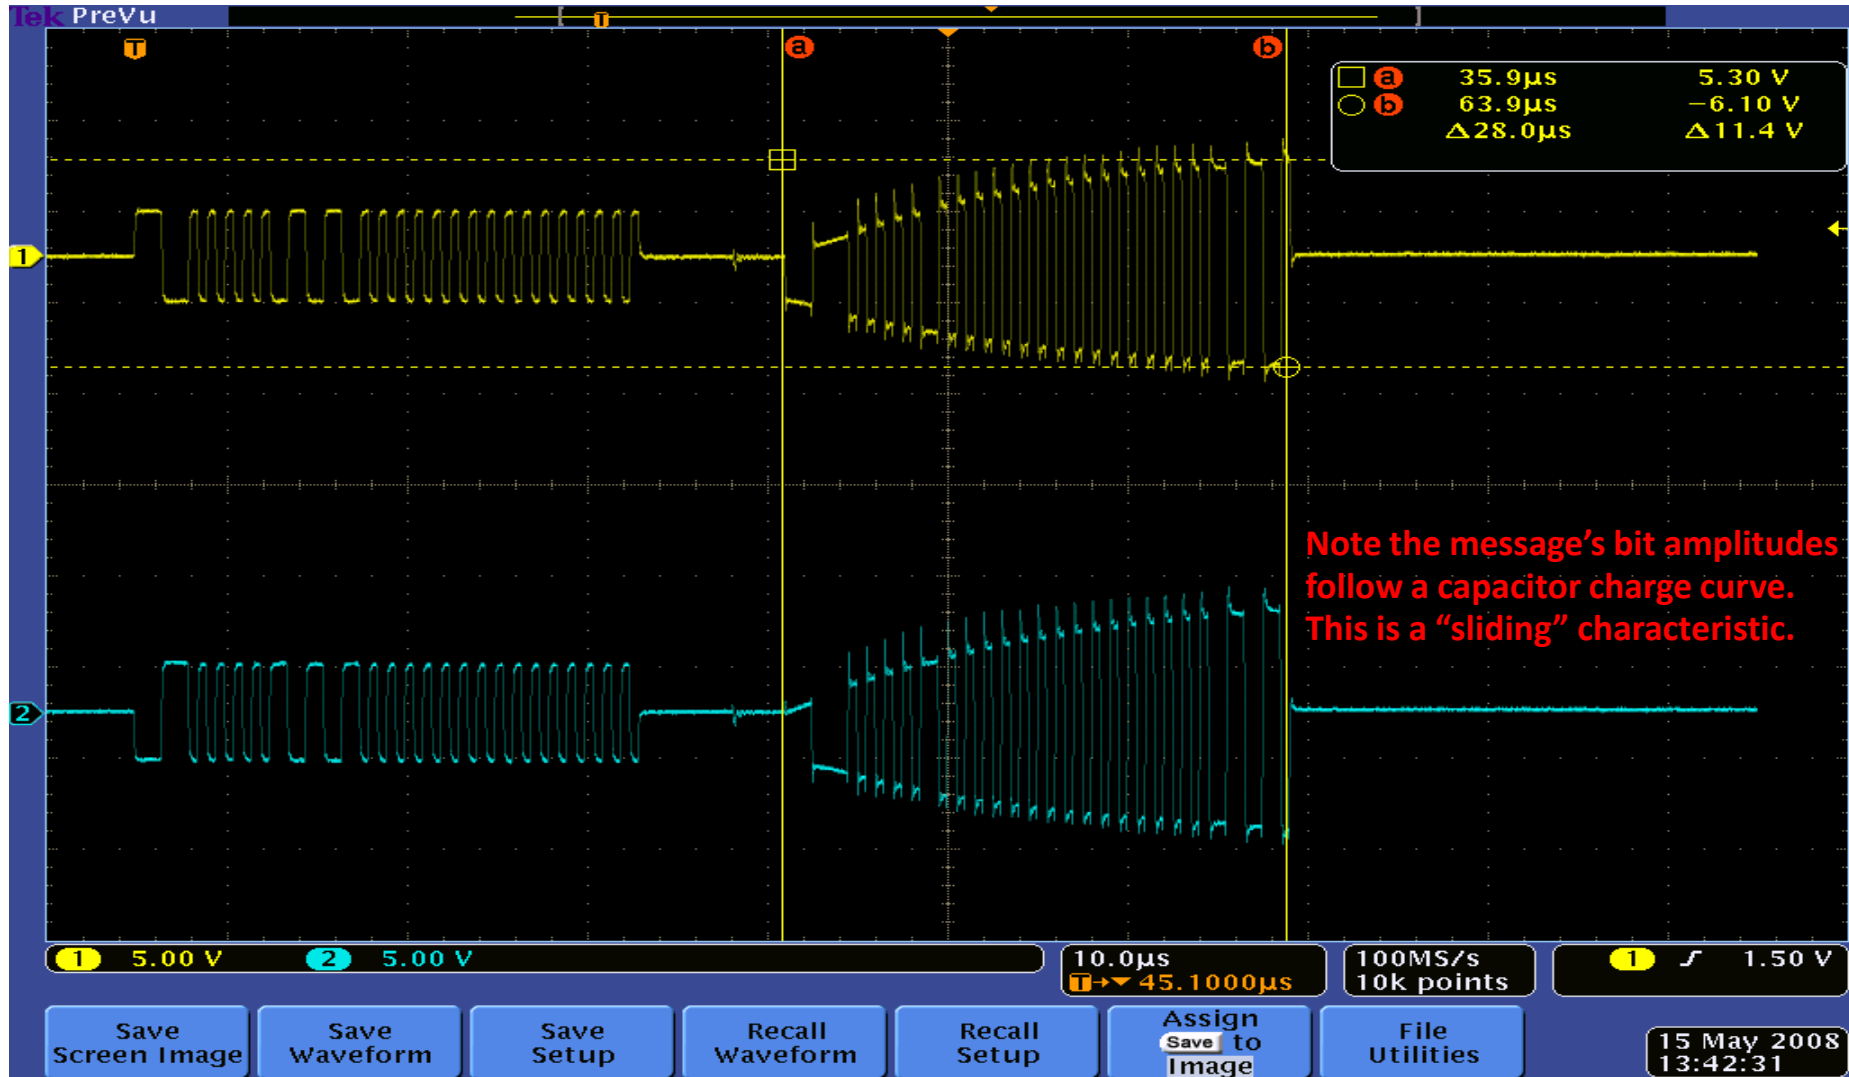 Tek PreVu
T
T
a
b
a 35.9µs 5.30 V
b 63.9µs −6.10 V
Δ28.0µs Δ11.4 V
1
Note the message’s bit amplitudes
follow a capacitor charge curve.
This is a “sliding” characteristic.
2
1 5.00 V 2 5.00 V
10.0µs
T→▼45.1000µs
100MS/s
10k points
1 ʃ 1.50 V
Save
Screen Image
Save
Waveform
Save
Setup
Recall
Waveform
Recall
Setup
Assign
Save to
Image
File
Utilities
15 May 2008
13:42:31